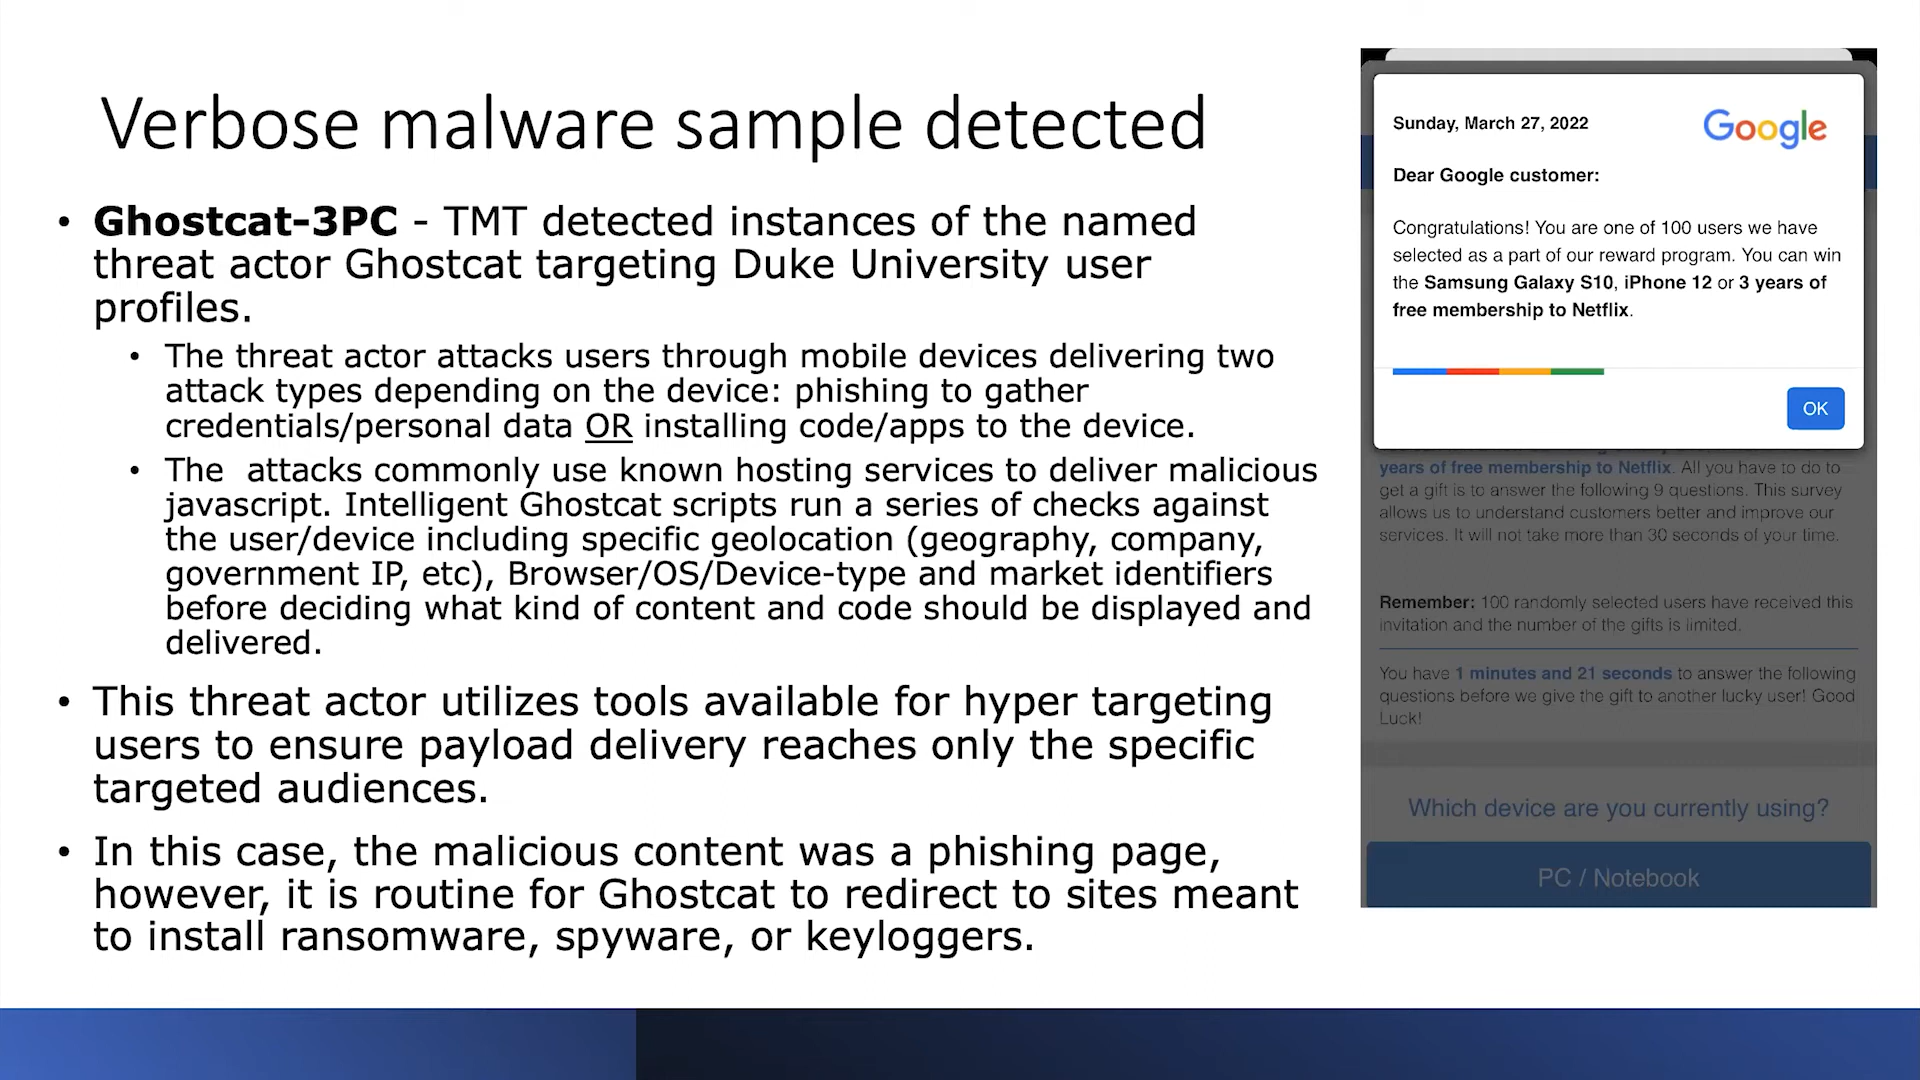 Verbose malware sample detected
• Ghostcat-3PC - TMT detected instances of the named
threat actor Ghostcat targeting Duke University user
profiles.
• The threat actor attacks users through mobile devices delivering two
attack types depending on the device: phishing to gather
credentials/personal data OR installing code/apps to the device.
• The  attacks commonly use known hosting services to deliver malicious
javascript. Intelligent Ghostcat scripts run a series of checks against
the user/device including specific geolocation (geography, company,
government IP, etc), Browser/OS/Device-type and market identifiers
before deciding what kind of content and code should be displayed and
delivered.
• This threat actor utilizes tools available for hyper targeting
users to ensure payload delivery reaches only the specific
targeted audiences.
• In this case, the malicious content was a phishing page,
however, it is routine for Ghostcat to redirect to sites meant
to install ransomware, spyware, or keyloggers.
Sunday, March 27, 2022
Google
Dear Google customer:
Congratulations! You are one of 100 users we have
selected as a part of our reward program. You can win
the Samsung Galaxy S10, iPhone 12 or 3 years of
free membership to Netflix.
OK
years of free membership to Netflix. All you have to do to
get a gift is to answer the following 9 questions. This survey
allows us to understand customers better and improve our
services. It will not take more than 30 seconds of your time.
Remember: 100 randomly selected users have received this
invitation and the number of the gifts is limited.
You have 1 minutes and 21 seconds to answer the following
questions before we give the gift to another lucky user! Good
Luck!
Which device are you currently using?
PC / Notebook